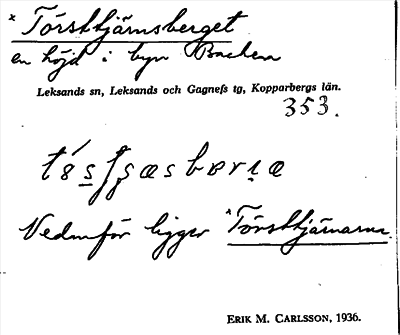 * Törsttjärnsberget
en höjd i byn Backen
Leksands sn, Leksands och Gagnefs tg, Kopparbergs län.
353.
Nedanför ligger *Törsttjärnarna.
ERIK M. CARLSSON, 1936.